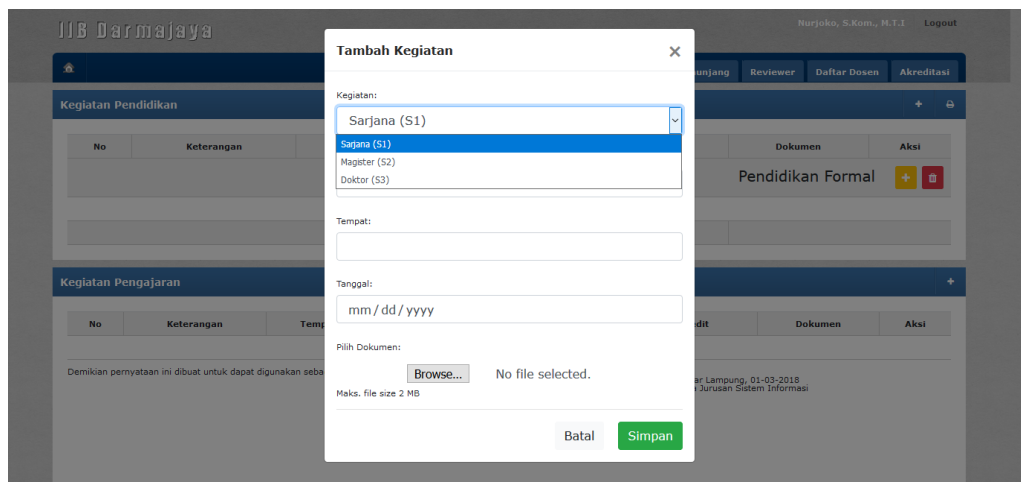 IIB Darmajaya
Nurjoko, S.Kom., M.T.I Logout
unjang Reviewer Daftar Dosen Akreditasi
Kegiatan Pendidikan
No Keterangan Dokumen Aksi
Pendidikan Formal
Tambah Kegiatan
Kegiatan:
Sarjana (S1)
Sarjana (S1)
Magister (S2)
Doktor (S3)
Tempat:
Tanggal:
mm/dd/yyyy
Pilih Dokumen:
Browse... No file selected.
Maks. file size 2 MB
Batal Simpan
Kegiatan Pengajaran
No Keterangan Temp dit Dokumen Aksi
Demikian pernyataan ini dibuat untuk dapat digunakan seba
ar Lampung, 01-03-2018
Jurusan Sistem Informasi